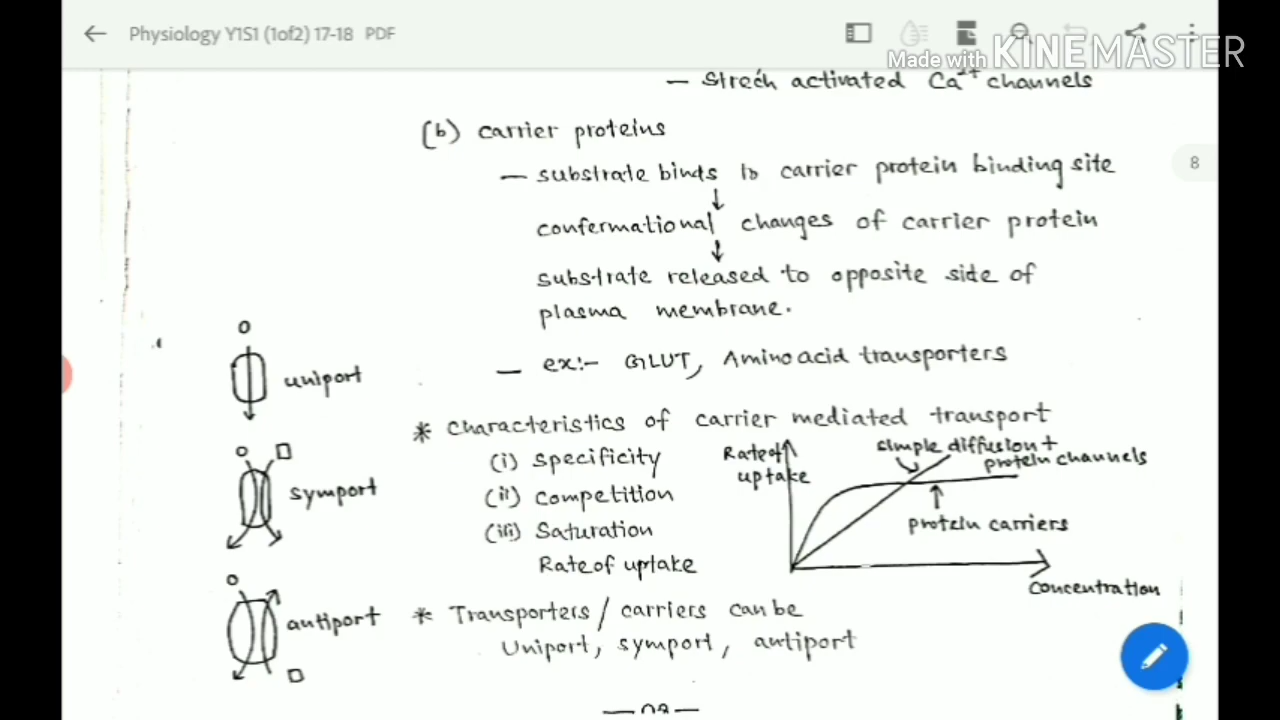 Physiology Y1S1 (1of2) 17-18 PDF
Made with KINEMASTER
— Strech activated Ca²⁺ channels
(b) carrier proteins
8
— substrate binds to carrier protein binding site
↓
confermational changes of carrier protein
↓
substrate released to opposite side of
plasma membrane.
— ex:- GLUT, Amino acid transporters
uniport
* characteristics of carrier mediated transport
(i) specificity
(ii) competition
(iii) Saturation
Rate of uptake
Rate of
uptake
simple diffusion +
protein channels
protein carriers
concentration
symport
antiport
* Transporters / carriers can be
Uniport, symport, antiport